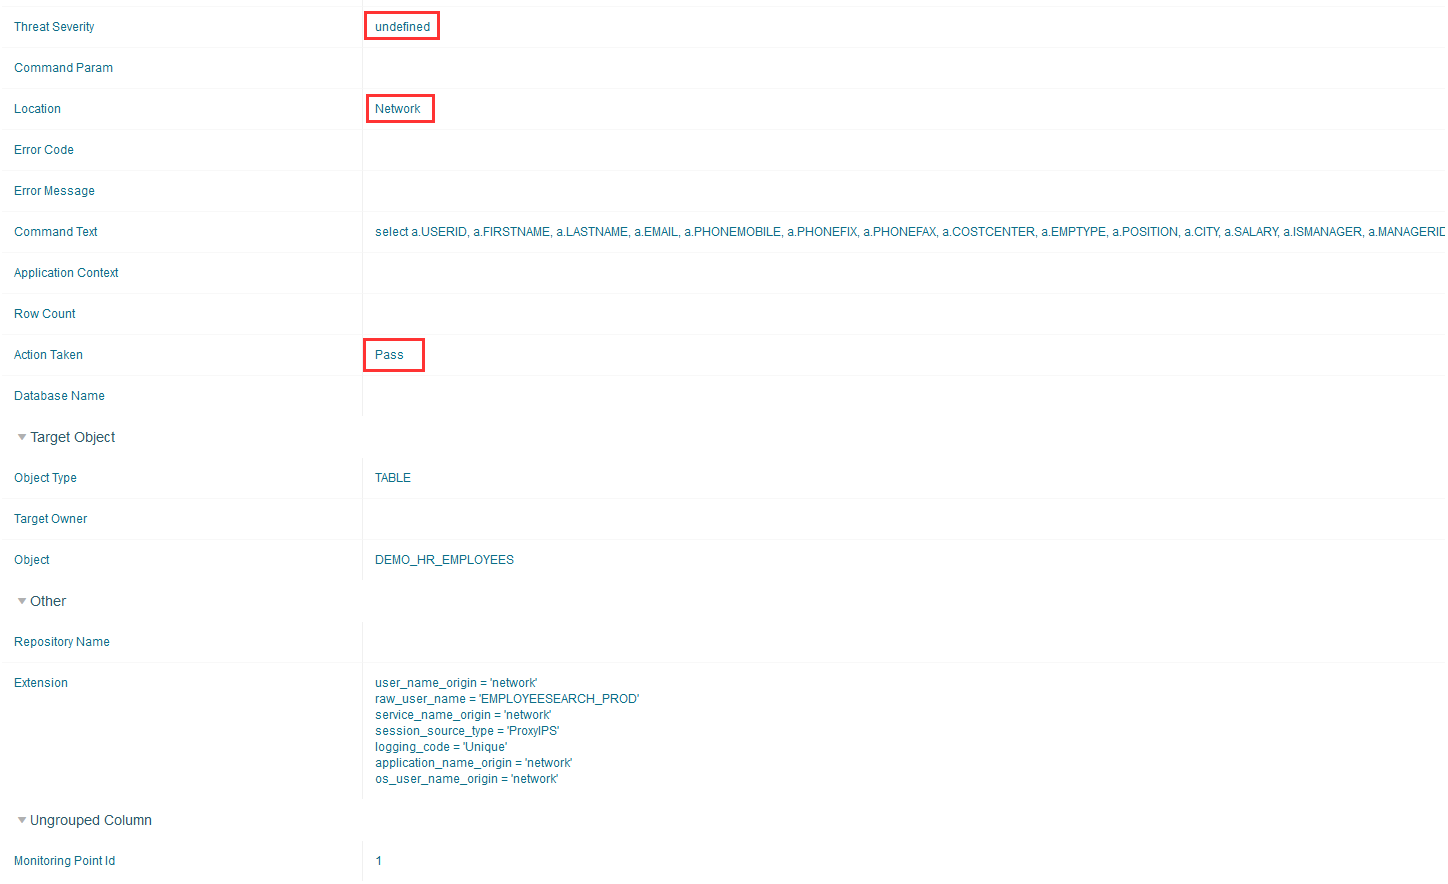 Threat Severity undefined
Command Param
Location Network
Error Code
Error Message
Command Text select a.USERID, a.FIRSTNAME, a.LASTNAME, a.EMAIL, a.PHONEMOBILE, a.PHONEFIX, a.PHONEFAX, a.COSTCENTER, a.EMPTYPE, a.POSITION, a.CITY, a.SALARY, a.ISMANAGER, a.MANAGERID
Application Context
Row Count
Action Taken Pass
Database Name
Target Object
Object Type TABLE
Target Owner
Object DEMO_HR_EMPLOYEES
Other
Repository Name
Extension user_name_origin = 'network'
raw_user_name = 'EMPLOYEESEARCH_PROD'
service_name_origin = 'network'
session_source_type = 'ProxyIPS'
logging_code = 'Unique'
application_name_origin = 'network'
os_user_name_origin = 'network'
Ungrouped Column
Monitoring Point Id 1